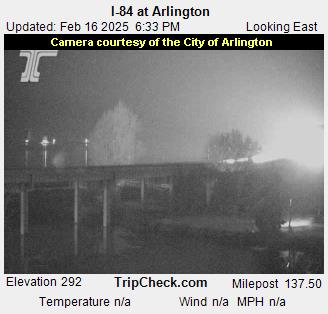 I-84 at Arlington
Updated: Feb 16 2025 6:33 PM Looking East
Camera courtesy of the City of Arlington
Elevation 292 TripCheck.com Milepost 137.50
Temperature n/a Wind n/a MPH n/a